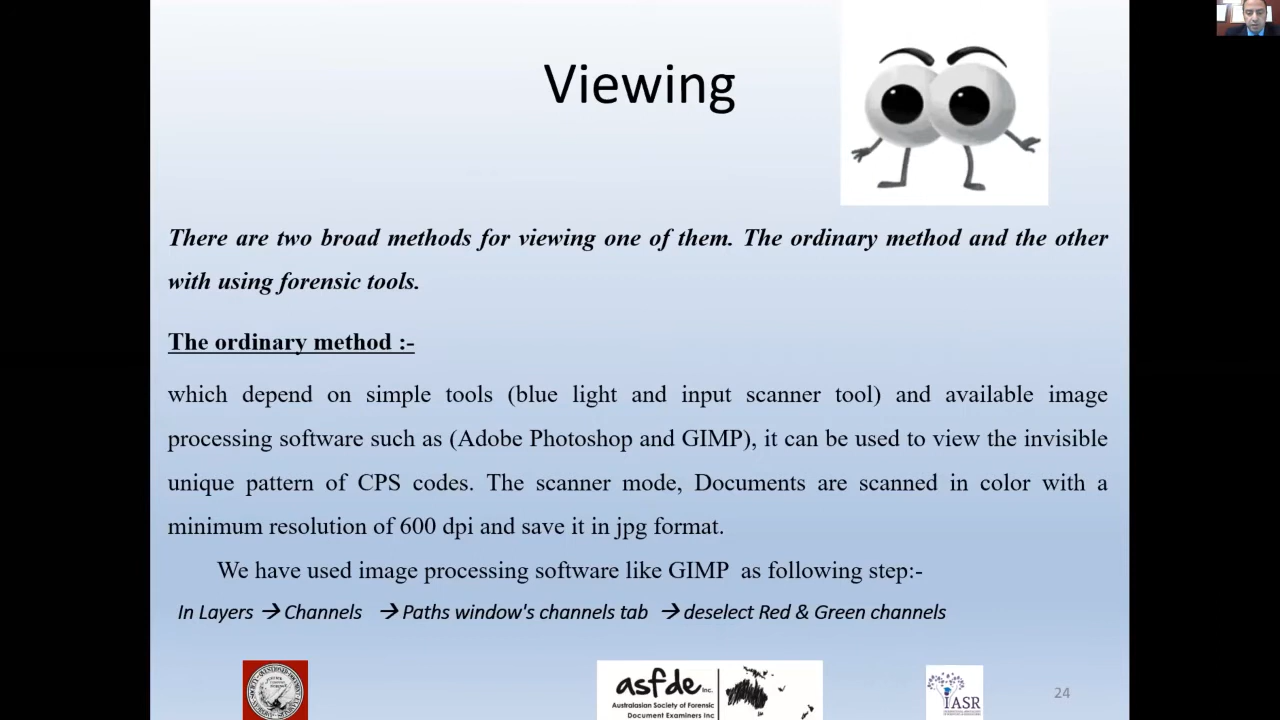 Viewing
There are two broad methods for viewing one of them. The ordinary method and the other
with using forensic tools.
The ordinary method :-
which depend on simple tools (blue light and input scanner tool) and available image
processing software such as (Adobe Photoshop and GIMP), it can be used to view the invisible
unique pattern of CPS codes. The scanner mode, Documents are scanned in color with a
minimum resolution of 600 dpi and save it in jpg format.
We have used image processing software like GIMP as following step:-
In Layers → Channels → Paths window's channels tab → deselect Red & Green channels
asfde Inc.
Australasian Society of Forensic
Document Examiners Inc
IASR
24